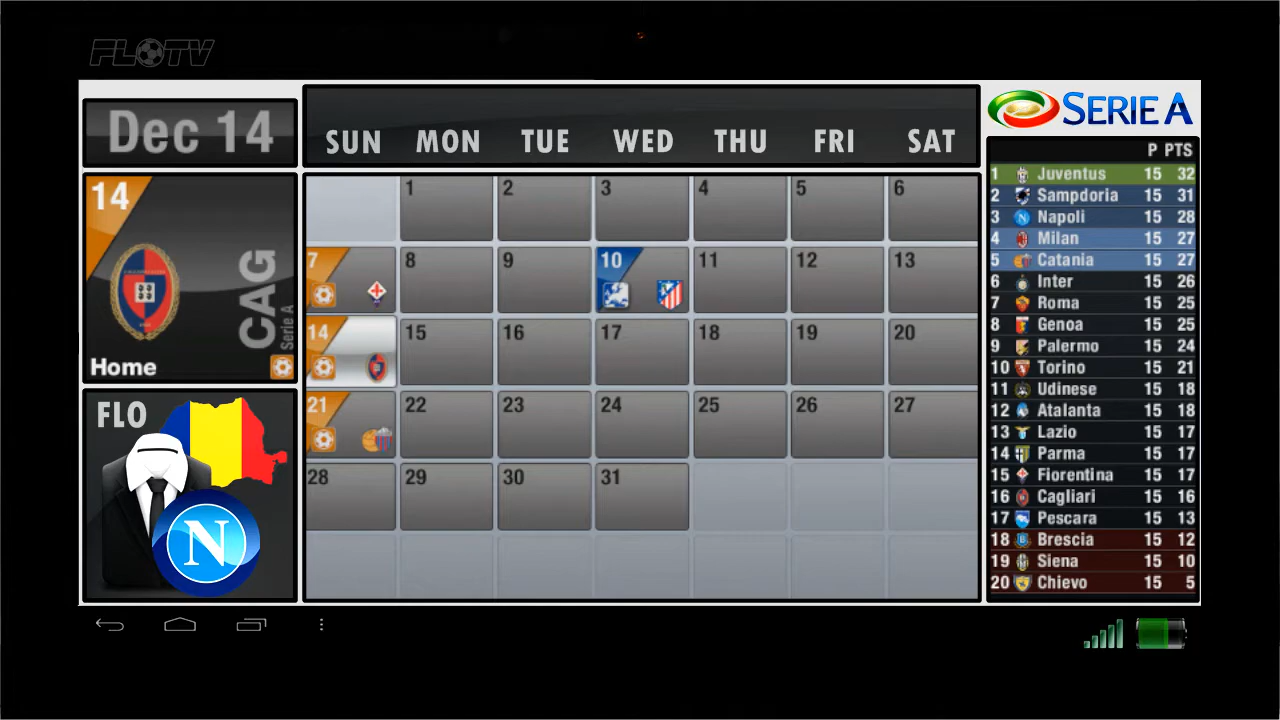 FLOTV
Dec 14
SUN MON TUE WED THU FRI SAT
SERIE A
14
CAG
Serie A
Home
FLO
N
1 2 3 4 5 6
7 8 9 10 11 12 13
14 15 16 17 18 19 20
21 22 23 24 25 26 27
28 29 30 31
P PTS
1 Juventus 15 32
2 Sampdoria 15 31
3 Napoli 15 28
4 Milan 15 27
5 Catania 15 27
6 Inter 15 26
7 Roma 15 25
8 Genoa 15 25
9 Palermo 15 24
10 Torino 15 21
11 Udinese 15 18
12 Atalanta 15 18
13 Lazio 15 17
14 Parma 15 17
15 Fiorentina 15 17
16 Cagliari 15 16
17 Pescara 15 13
18 Brescia 15 12
19 Siena 15 10
20 Chievo 15 5